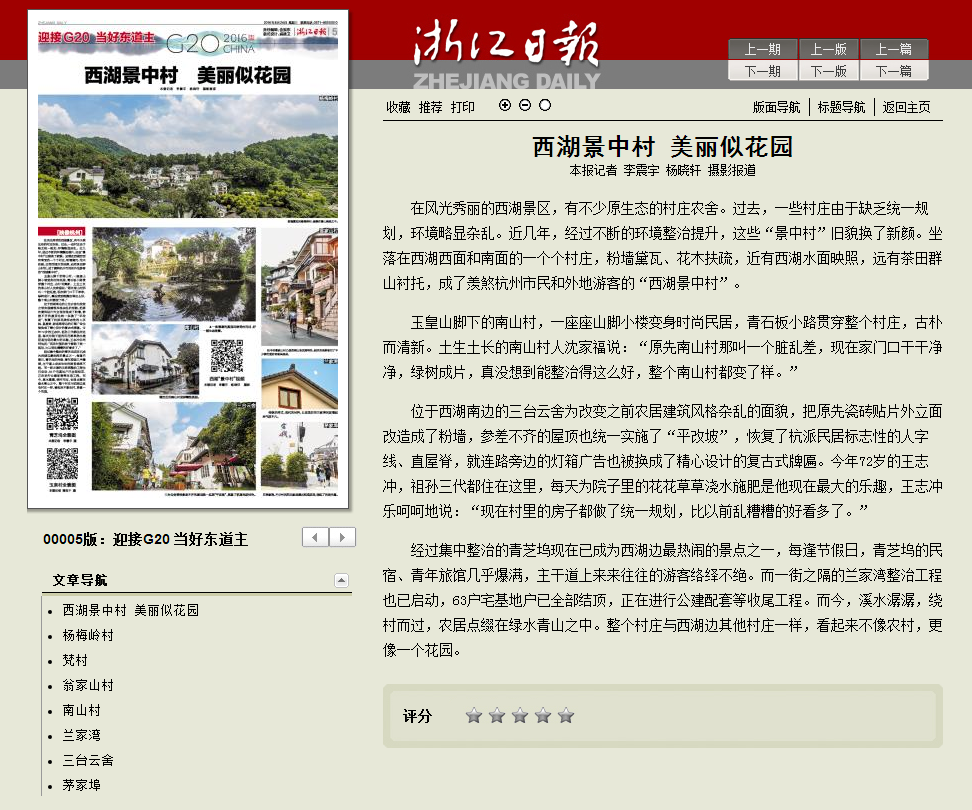 迎接G20 当好东道主
G20 2016 CHINA
浙江日报 5
西湖景中村 美丽似花园
浙江日報
ZHEJIANG DAILY
上一期 上一版 上一篇
下一期 下一版 下一篇
收藏 推荐 打印
版面导航 标题导航 返回主页
西湖景中村 美丽似花园
本报记者 李震宇 杨晓轩 摄影报道
在风光秀丽的西湖景区，有不少原生态的村庄农舍。过去，一些村庄由于缺乏统一规
划，环境略显杂乱。近几年，经过不断的环境整治提升，这些“景中村”旧貌换了新颜。坐
落在西湖西面和南面的一个个村庄，粉墙黛瓦、花木扶疏，近有西湖水面映照，远有茶田群
山衬托，成了羡煞杭州市民和外地游客的“西湖景中村”。
玉皇山脚下的南山村，一座座山脚小楼变身时尚民居，青石板小路贯穿整个村庄，古朴
而清新。土生土长的南山村人沈家福说：“原先南山村那叫一个脏乱差，现在家门口干干净
净，绿树成片，真没想到能整治得这么好，整个南山村都变了样。”
位于西湖南边的三台云舍为改变之前农居建筑风格杂乱的面貌，把原先瓷砖贴片外立面
改造成了粉墙，参差不齐的屋顶也统一实施了“平改坡”，恢复了杭派民居标志性的人字
线、直屋脊，就连路旁边的灯箱广告也被换成了精心设计的复古式牌匾。今年72岁的王志
冲，祖孙三代都住在这里，每天为院子里的花花草草浇水施肥是他现在最大的乐趣，王志冲
乐呵呵地说：“现在村里的房子都做了统一规划，比以前乱糟糟的好看多了。”
经过集中整治的青芝坞现在已成为西湖边最热闹的景点之一，每逢节假日，青芝坞的民
宿、青年旅馆几乎爆满，主干道上来来往往的游客络绎不绝。而一街之隔的兰家湾整治工程
也已启动，63户宅基地户已全部结顶，正在进行公建配套等收尾工程。而今，溪水潺潺，绕
村而过，农居点缀在绿水青山之中。整个村庄与西湖边其他村庄一样，看起来不像农村，更
像一个花园。
评分
00005版：迎接G20 当好东道主
文章导航
西湖景中村 美丽似花园
杨梅岭村
梵村
翁家山村
南山村
兰家湾
三台云舍
茅家埠